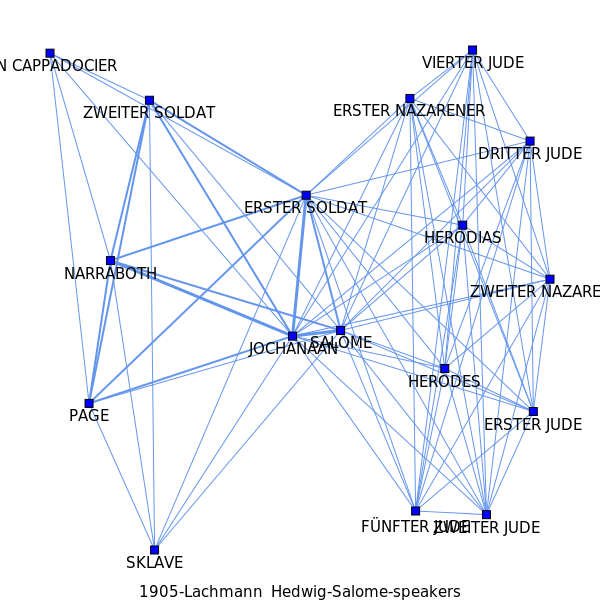 VIERTER JUDE
N CAPPADOCIER
ERSTER NAZARENER
ZWEITER SOLDAT
DRITTER JUDE
ERSTER SOLDAT
HERODIAS
NARRABOTH
ZWEITER NAZARE
SALOME
JOCHANAAN
HERODES
PAGE
ERSTER JUDE
FÜNFTER JUDE
ZWEITER JUDE
SKLAVE
1905-Lachmann Hedwig-Salome-speakers